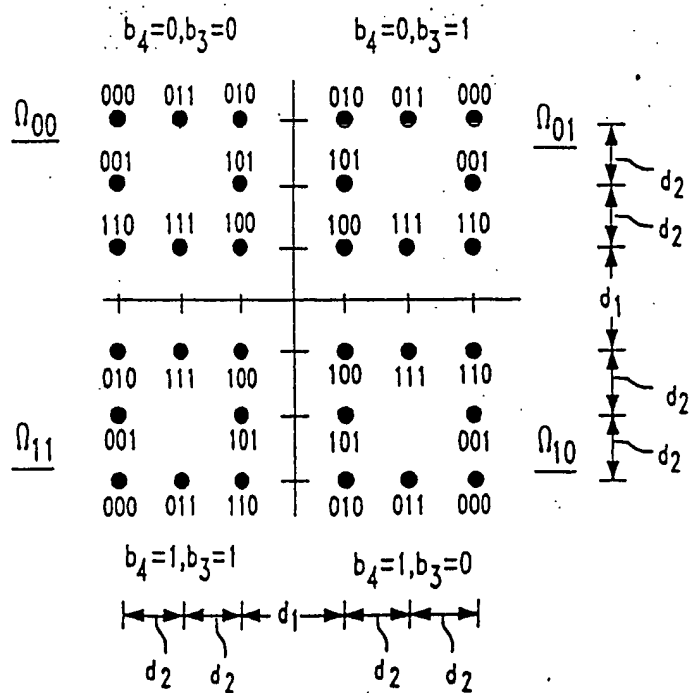 b4=0,b3=0 b4=0,b3=1
000 011 010 010 011 000
Ω00 Ω01
001 101 101 001
d2
110 111 100 100 111 110
d2
d1
010 111 100 100 111 110
d2
001 101 101 001
Ω11 Ω10
d2
000 011 110 010 011 000
b4=1,b3=1 b4=1,b3=0
d1
d2 d2 d2 d2